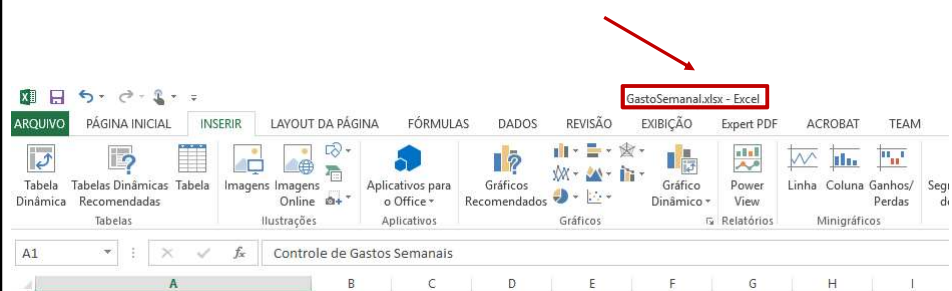 GastoSemanal.xlsx - Excel
ARQUIVO PÁGINA INICIAL INSERIR LAYOUT DA PÁGINA FÓRMULAS DADOS REVISÃO EXIBIÇÃO Expert PDF ACROBAT TEAM
Tabela Dinâmica
Tabelas Dinâmicas Recomendadas
Tabela
Imagens
Imagens Online
Aplicativos para o Office
Gráficos Recomendados
Gráfico Dinâmico
Power View
Linha
Coluna
Ganhos/ Perdas
Tabelas Ilustrações Aplicativos Gráficos Relatórios Minigráficos
A1 fx Controle de Gastos Semanais
A B C D E F G H I